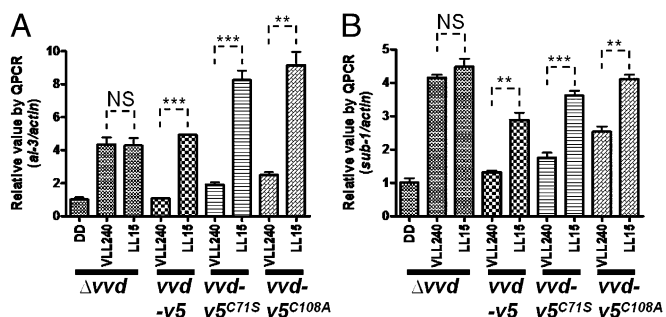 A
Relative value by QPCR
(al-3/actin)
10
8
6
4
2
0
NS
***
***
**
DD
VLL240
LL15
VLL240
LL15
VLL240
LL15
VLL240
LL15
Δvvd
vvd
-v5
vvd-
v5C71S
vvd-
v5C108A
B
Relative value by QPCR
(sub-1/actin)
5
4
3
2
1
0
NS
**
***
**
DD
VLL240
LL15
VLL240
LL15
VLL240
LL15
VLL240
LL15
Δvvd
vvd
-v5
vvd-
v5C71S
vvd-
v5C108A